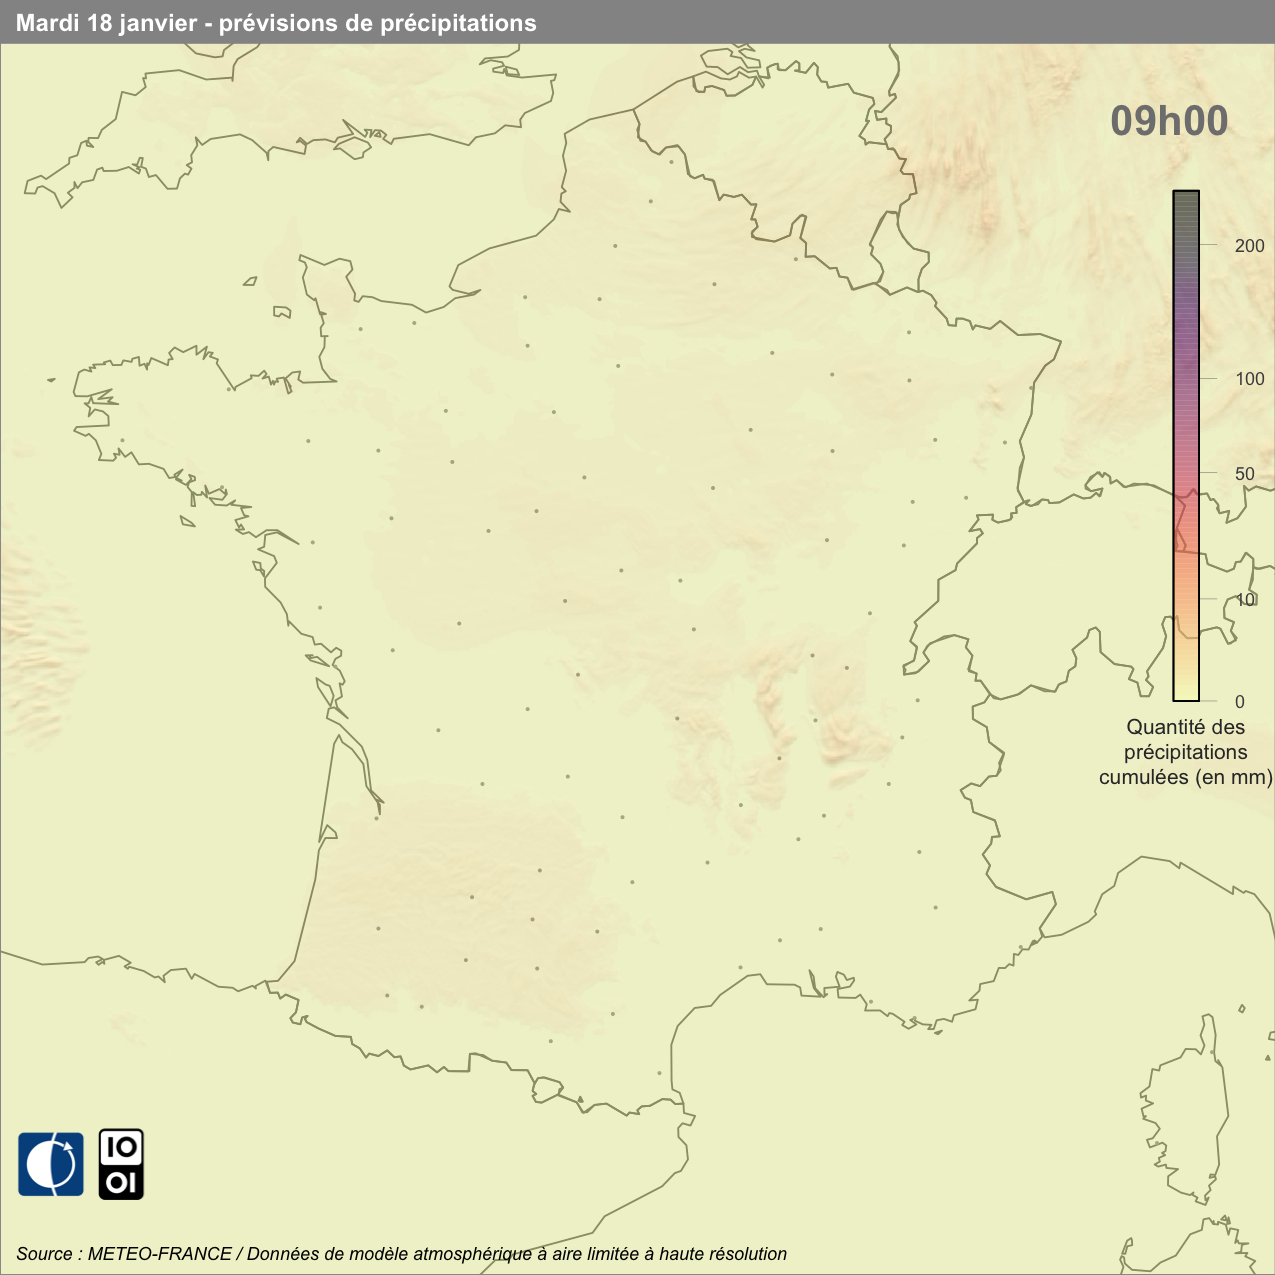 Mardi 18 janvier - prévisions de précipitations
09h00
200
100
50
10
0
Quantité des
précipitations
cumulées (en mm)
IO
OI
Source : METEO-FRANCE / Données de modèle atmosphérique à aire limitée à haute résolution